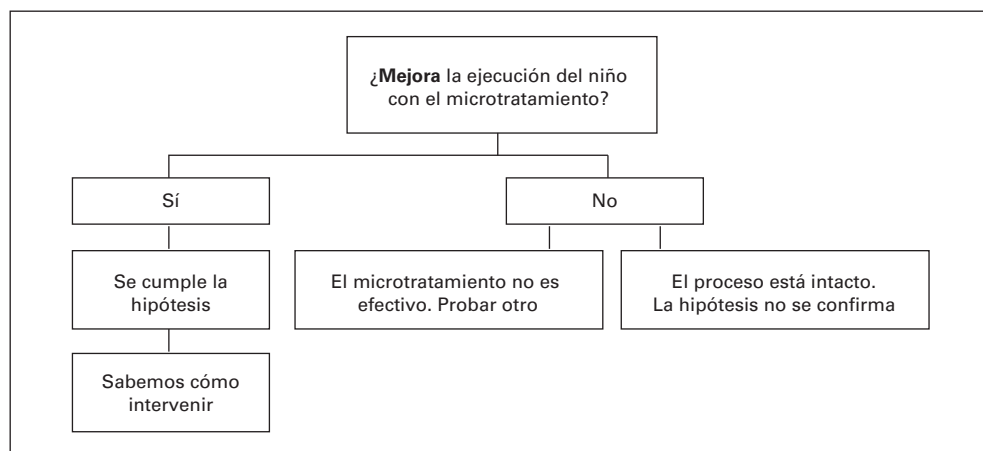 ¿Mejora la ejecución del niño
con el microtratamiento?
Sí
No
Se cumple la
hipótesis
El microtratamiento no es
efectivo. Probar otro
El proceso está intacto.
La hipótesis no se confirma
Sabemos cómo
intervenir